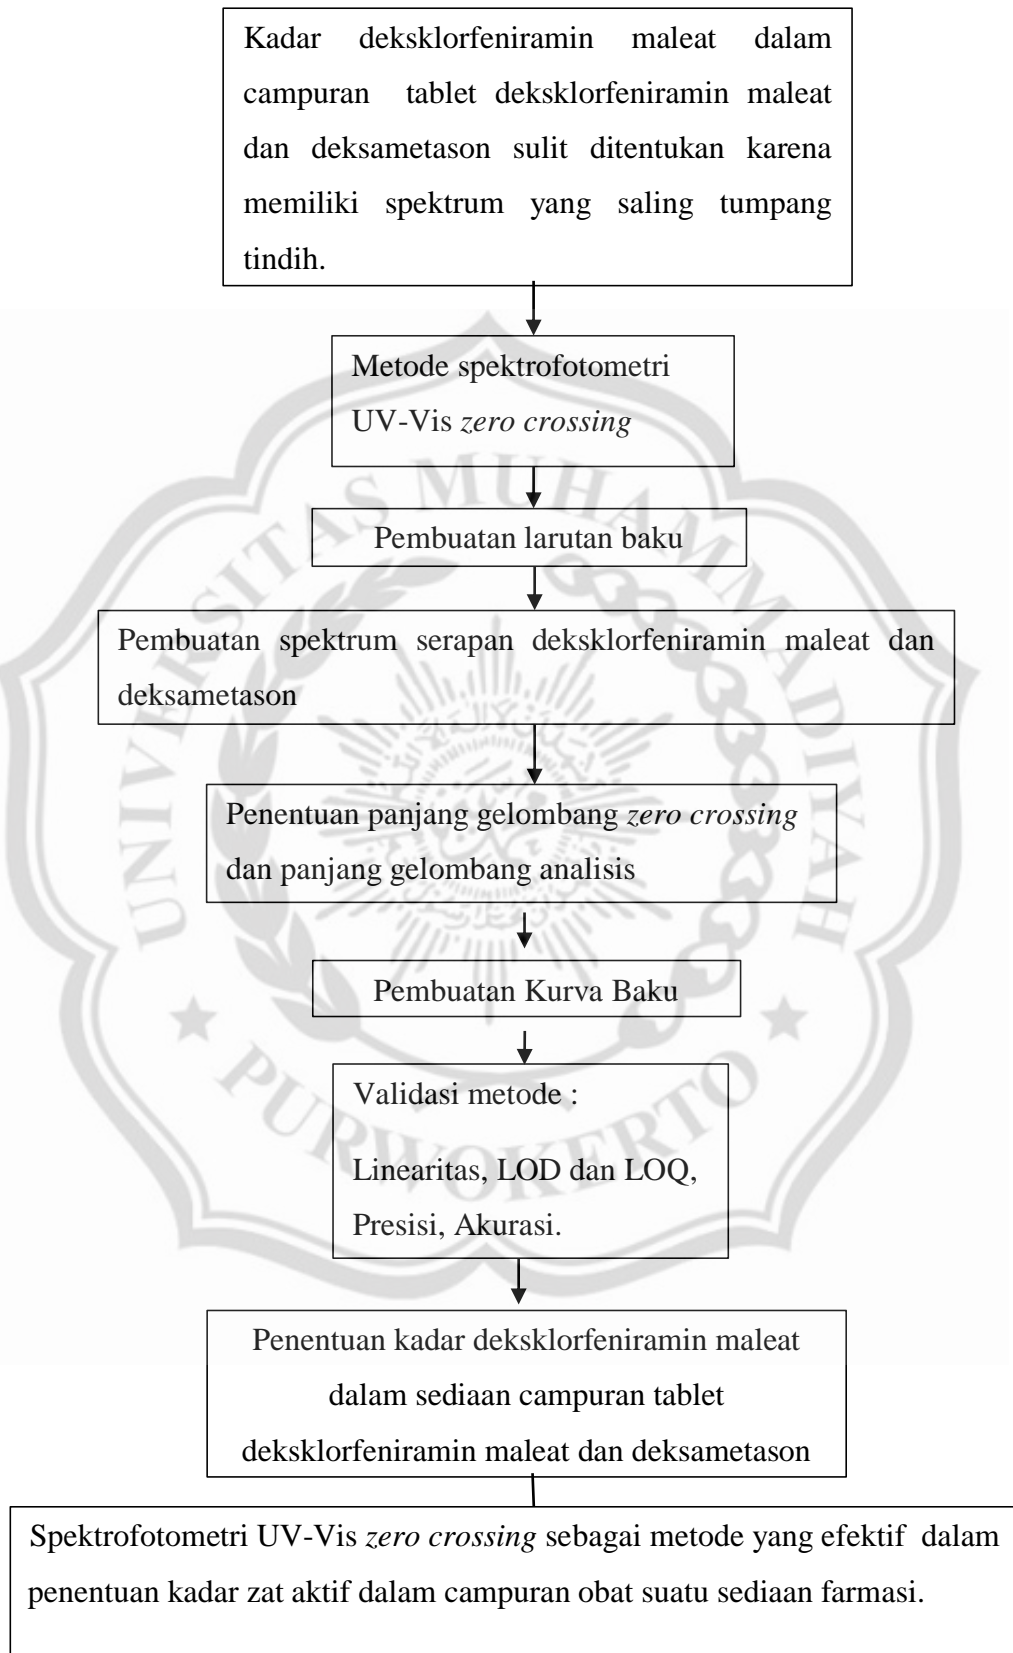 Kadar deksklorfeniramin maleat dalam
campuran tablet deksklorfeniramin maleat
dan deksametason sulit ditentukan karena
memiliki spektrum yang saling tumpang
tindih.
Metode spektrofotometri
UV-Vis zero crossing
Pembuatan larutan baku
Pembuatan spektrum serapan deksklorfeniramin maleat dan
deksametason
Penentuan panjang gelombang zero crossing
dan panjang gelombang analisis
Pembuatan Kurva Baku
Validasi metode :
Linearitas, LOD dan LOQ,
Presisi, Akurasi.
Penentuan kadar deksklorfeniramin maleat
dalam sediaan campuran tablet
deksklorfeniramin maleat dan deksametason
Spektrofotometri UV-Vis zero crossing sebagai metode yang efektif dalam
penentuan kadar zat aktif dalam campuran obat suatu sediaan farmasi.
UNIVERSITAS MUHAMMADIYAH
PURWOKERTO